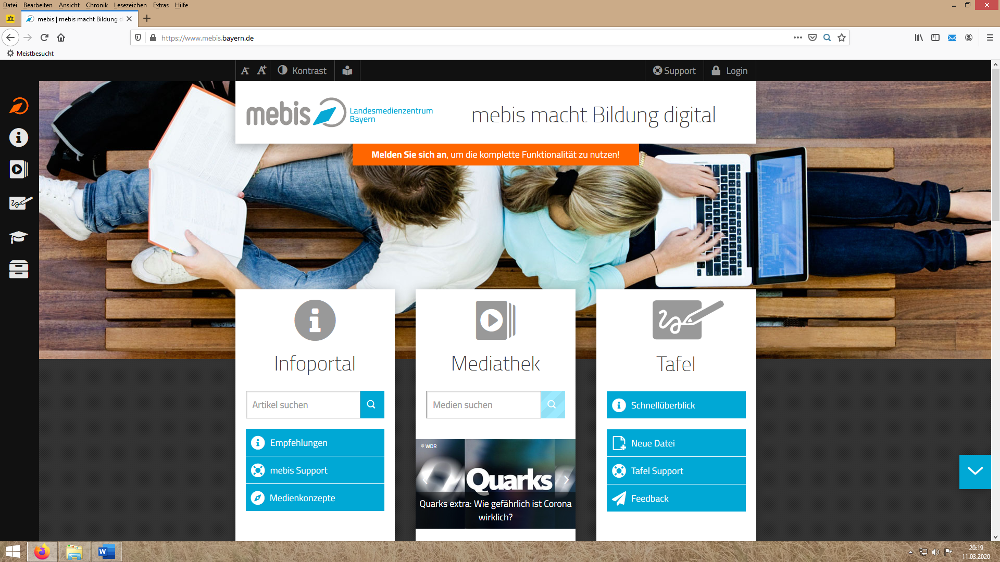 Datei Bearbeiten Ansicht Chronik Lesezeichen Extras Hilfe
mebis | mebis macht Bildung d
https://www.mebis.bayern.de
Meistbesucht
A- A+ Kontrast Support Login
mebis Landesmedienzentrum
Bayern
mebis macht Bildung digital
Melden Sie sich an, um die komplette Funktionalität zu nutzen!
Infoportal
Artikel suchen
Empfehlungen
mebis Support
Medienkonzepte
Mediathek
Medien suchen
© WDR
Quarks
Quarks extra: Wie gefährlich ist Corona
wirklich?
Tafel
Schnellüberblick
Neue Datei
Tafel Support
Feedback
W
20:19
11.03.2020